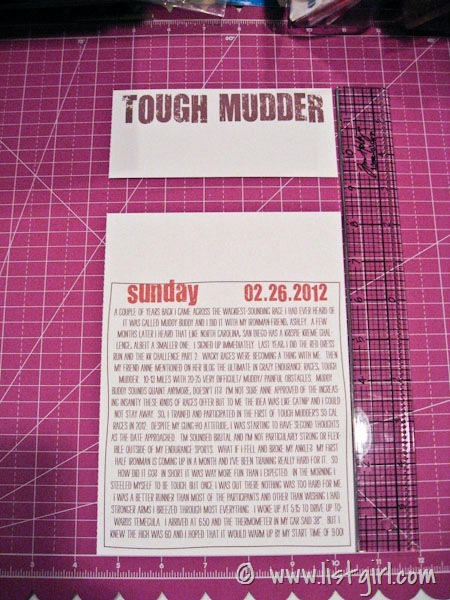 TOUGH MUDDER
sunday 02.26.2012
A COUPLE OF YEARS BACK I CAME ACROSS THE WACKIEST-SOUNDING RACE I HAD EVER HEARD OF.
IT WAS CALLED MUDDY BUDDY AND I DID IT WITH MY IRONMAN-FRIEND, ASHLEY. A FEW
MONTHS LATER I HEARD THAT LIKE NORTH CAROLINA, SAN DIEGO HAS A KRISPIE KREME CHAL-
LENGE; ALBEIT A SMALLER ONE. I SIGNED UP IMMEDIATELY. LAST YEAR, I DID THE RED DRESS
RUN AND THE KK CHALLENGE PART 2. WACKY RACES WERE BECOMING A THING WITH ME. THEN
MY FRIEND ANNE MENTIONED ON HER BLOG THE ULTIMATE IN CRAZY ENDURANCE RACES, TOUGH
MUDDER. 10-12 MILES WITH 20-25 VERY DIFFICULT/ MUDDY/ PAINFUL OBSTACLES. MUDDY
BUDDY SOUNDS QUAINT ANYMORE, DOESN'T IT? I'M NOT SURE ANNE APPROVED OF THE INCREAS-
ING INSANITY THESE KINDS OF RACES OFFER BUT TO ME THE IDEA WAS LIKE CATNIP AND I COULD
NOT STAY AWAY. SO, I TRAINED AND PARTICIPATED IN THE FIRST OF TOUGH MUDDER'S SO.CAL
RACES IN 2012. DESPITE MY GUNG-HO ATTITUDE, I WAS STARTING TO HAVE SECOND THOUGHTS
AS THE DATE APPROACHED. TM SOUNDED BRUTAL AND I'M NOT PARTICULARLY STRONG OR FLEX-
IBLE OUTSIDE OF MY ENDURANCE SPORTS. WHAT IF I FELL AND BROKE MY ANKLE? MY FIRST
HALF IRONMAN IS COMING UP IN A MONTH AND I'VE BEEN TRAINING REALLY HARD FOR IT. SO
HOW DID IT GO? IN SHORT IT WAS WAY MORE FUN THAN I EXPECTED. IN THE MORNING I
STEELED MYSELF TO BE TOUGH, BUT ONCE I WAS OUT THERE NOTHING WAS TOO HARD FOR ME.
I WAS A BETTER RUNNER THAN MOST OF THE PARTICIPANTS AND OTHER THAN WISHING I HAD
STRONGER ARMS I BREEZED THROUGH MOST EVERYTHING. I WOKE UP AT 5:15 TO DRIVE UP TO-
WARDS TEMECULA. I ARRIVED AT 6:50 AND THE THERMOMETER IN MY CAR SAID 38°. BUT I
KNEW THE HIGH WAS 60 AND I HOPED THAT IT WOULD WARM UP BY MY START TIME OF 9:00!
© www.listgirl.com